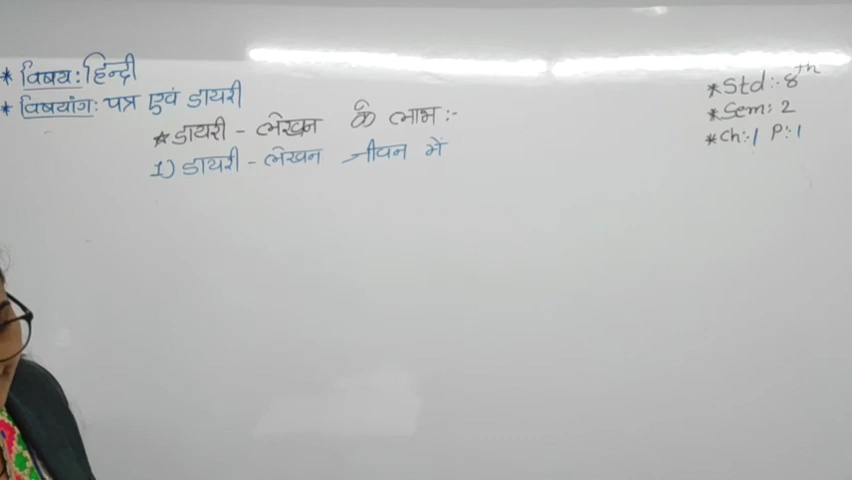 * विषय: हिन्दी
* विषयांग: पत्र एवं डायरी
* डायरी - लेखन के लाभ :-
1) डायरी - लेखन जीवन में
* Std :- 8th
* Sem: 2
* Ch:- 1 P:- 1